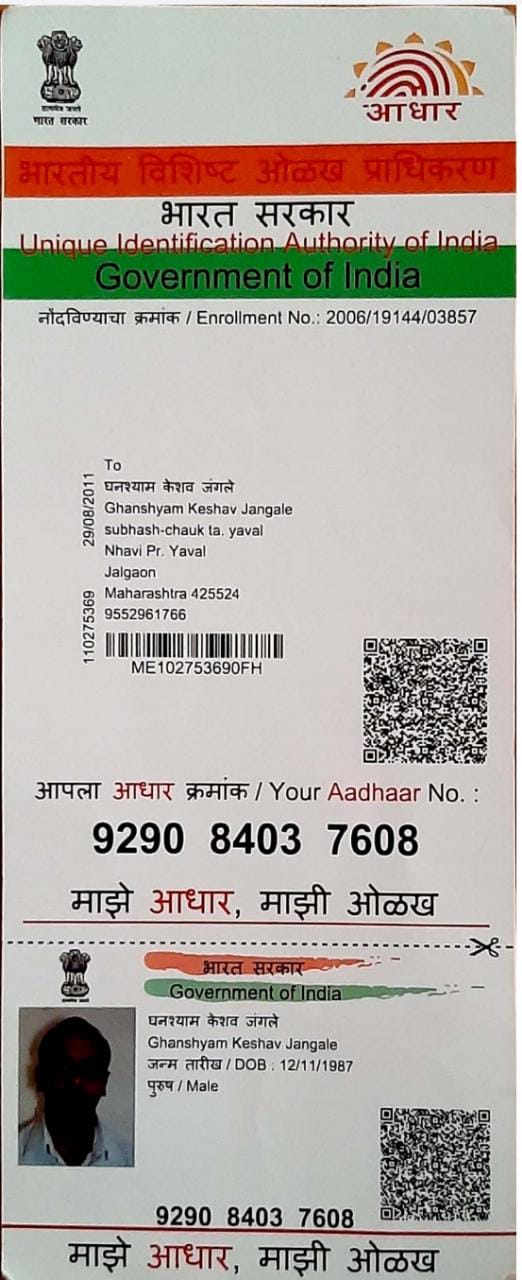 सत्यमेव जयते
भारत सरकार
आधार
भारतीय विशिष्ट ओळख प्राधिकरण
भारत सरकार
Unique Identification Authority of India
Government of India
नोंदविण्याचा क्रमांक / Enrollment No.: 2006/19144/03857
To
घनश्याम केशव जंगले
Ghanshyam Keshav Jangale
subhash-chauk ta. yaval
Nhavi Pr. Yaval
Jalgaon
Maharashtra 425524
9552961766
29/08/2011
110275369
ME102753690FH
आपला आधार क्रमांक / Your Aadhaar No. :
9290 8403 7608
माझे आधार, माझी ओळख
भारत सरकार
Government of India
घनश्याम केशव जंगले
Ghanshyam Keshav Jangale
जन्म तारीख / DOB : 12/11/1987
पुरुष / Male
9290 8403 7608
माझे आधार, माझी ओळख